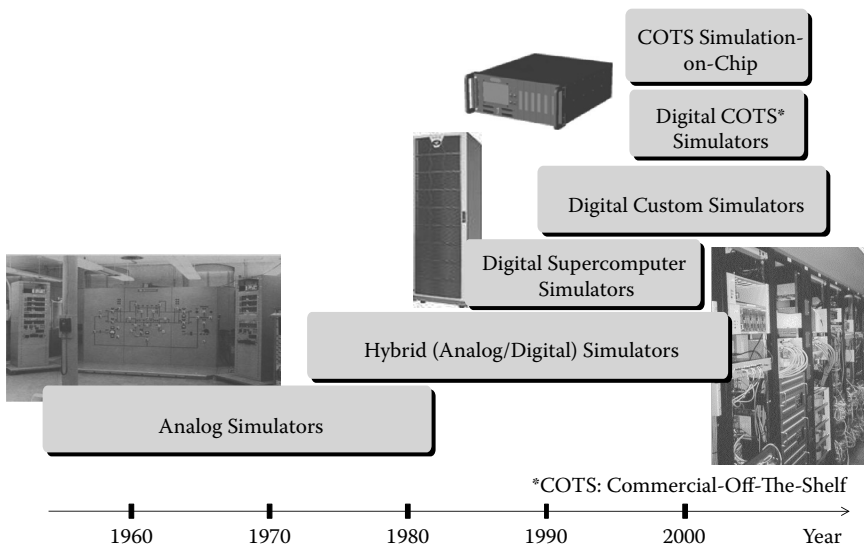 COTS Simulation-
on-Chip
Digital COTS*
Simulators
Digital Custom Simulators
Digital Supercomputer
Simulators
Hybrid (Analog/Digital) Simulators
Analog Simulators
*COTS: Commercial-Off-The-Shelf
1960 1970 1980 1990 2000 Year